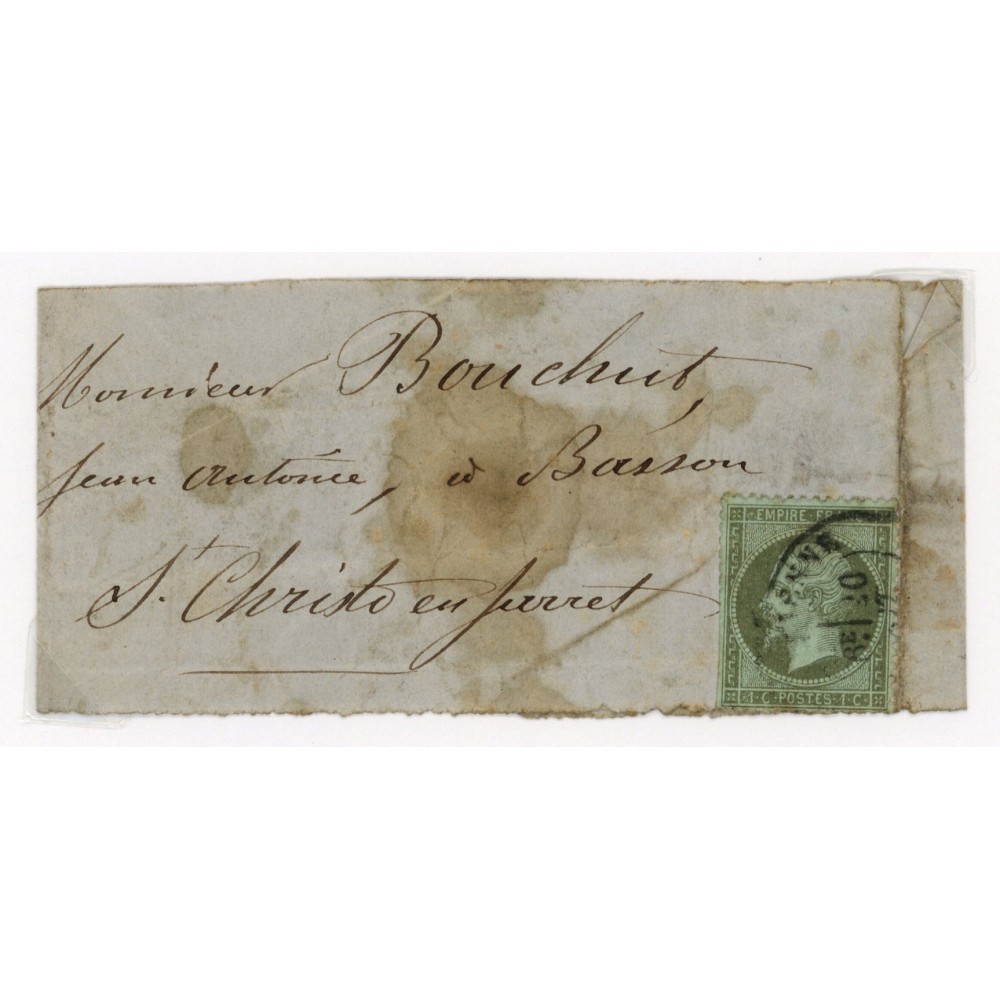 Monsieur Bouchut,
Jean Antoine, à Basson
St. Christo en Jarret
EMPIRE FRANC
1·C·POSTES·1·C·